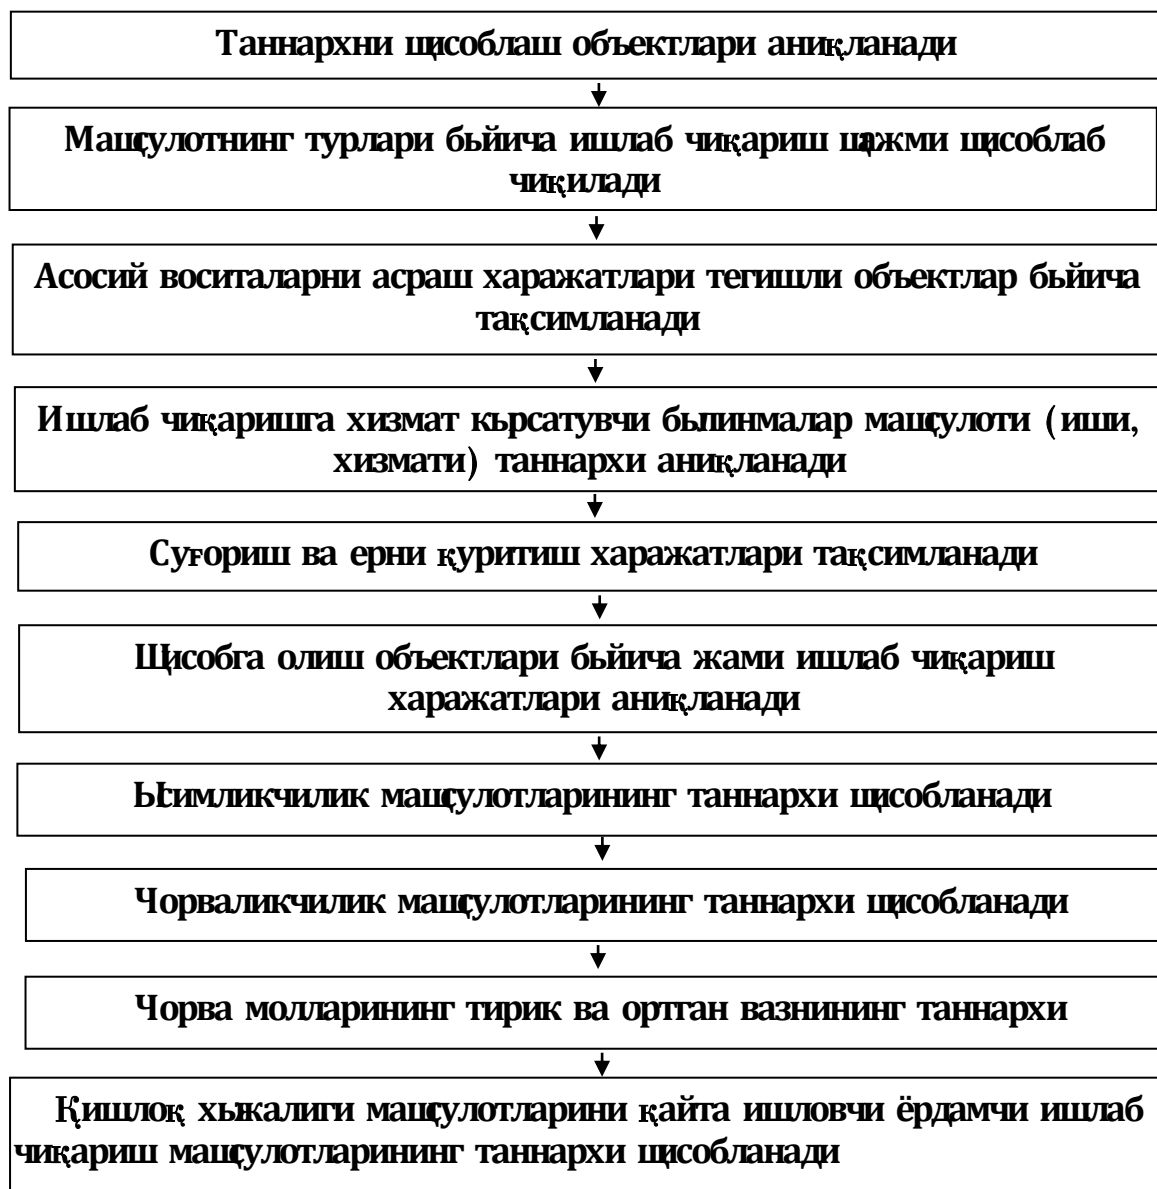 Таннархни щисоблаш объектлари аниқланади
Мащсулотнинг турлари бьйича ишлаб чиқариш щажми щисоблаб
чиқилади
Асосий воситаларни асраш харажатлари тегишли объектлар бьйича
тақсимланади
Ишлаб чиқаришга хизмат кьрсатувчи бьлинмалар мащсулоти (иши,
хизмати) таннархи аниқланади
Суғориш ва ерни қуритиш харажатлари тақсимланади
Щисобга олиш объектлари бьйича жами ишлаб чиқариш
харажатлари аниқланади
Ьсимликчилик мащсулотларининг таннархи щисобланади
Чорваликчилик мащсулотларининг таннархи щисобланади
Чорва молларининг тирик ва ортган вазнининг таннархи
Қишлоқ хьжалиги мащсулотларини қайта ишловчи ёрдамчи ишлаб
чиқариш мащсулотларининг таннархи щисобланади